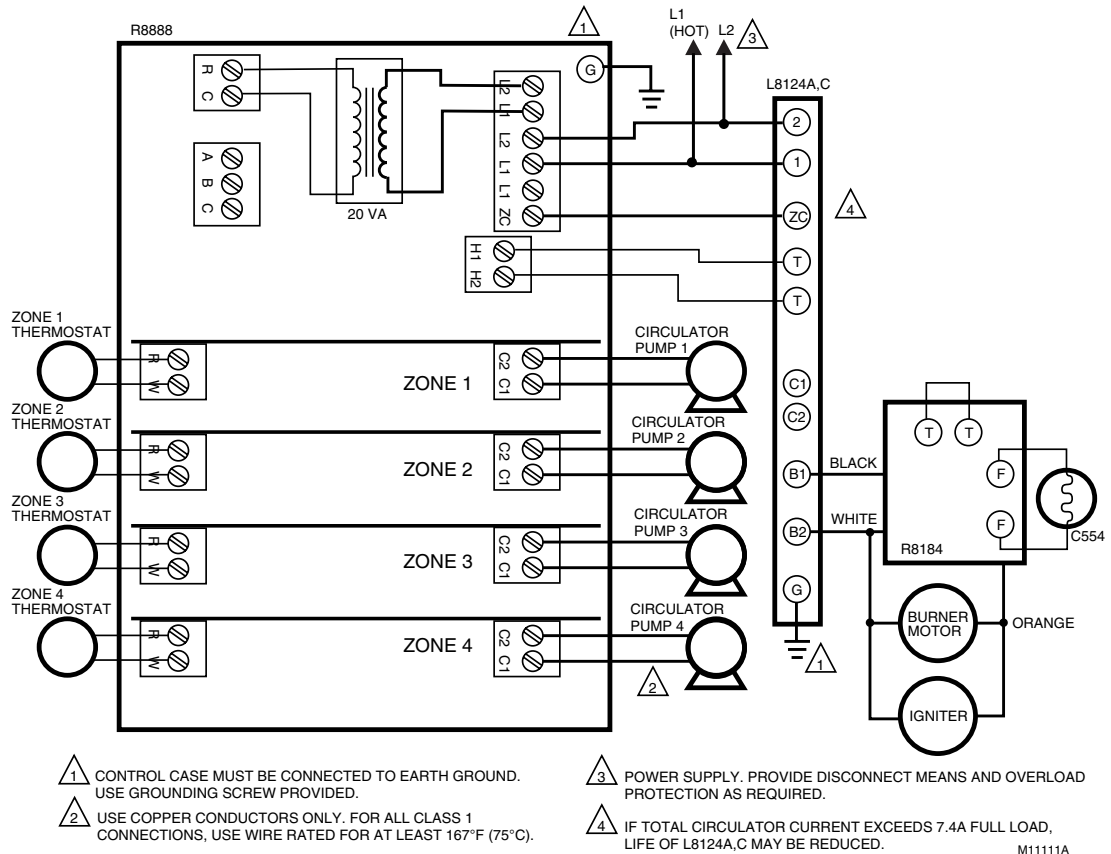 R8888
1
L1
(HOT)
L2
3
L8124A,C
R
C
A
B
C
20 VA
L2
L1
L2
L1
L1
ZC
G
H1
H2
2
1
ZC
4
T
T
C1
C2
B1
B2
G
1
ZONE 1
THERMOSTAT
R
W
ZONE 1
C2
C1
CIRCULATOR
PUMP 1
ZONE 2
THERMOSTAT
R
W
ZONE 2
C2
C1
CIRCULATOR
PUMP 2
ZONE 3
THERMOSTAT
R
W
ZONE 3
C2
C1
CIRCULATOR
PUMP 3
ZONE 4
THERMOSTAT
R
W
ZONE 4
C2
C1
CIRCULATOR
PUMP 4
2
BLACK
WHITE
T
T
F
F
R8184
C554
BURNER
MOTOR
ORANGE
IGNITER
1 CONTROL CASE MUST BE CONNECTED TO EARTH GROUND.
USE GROUNDING SCREW PROVIDED.
2 USE COPPER CONDUCTORS ONLY. FOR ALL CLASS 1
CONNECTIONS, USE WIRE RATED FOR AT LEAST 167°F (75°C).
3 POWER SUPPLY. PROVIDE DISCONNECT MEANS AND OVERLOAD
PROTECTION AS REQUIRED.
4 IF TOTAL CIRCULATOR CURRENT EXCEEDS 7.4A FULL LOAD,
LIFE OF L8124A,C MAY BE REDUCED.
M11111A